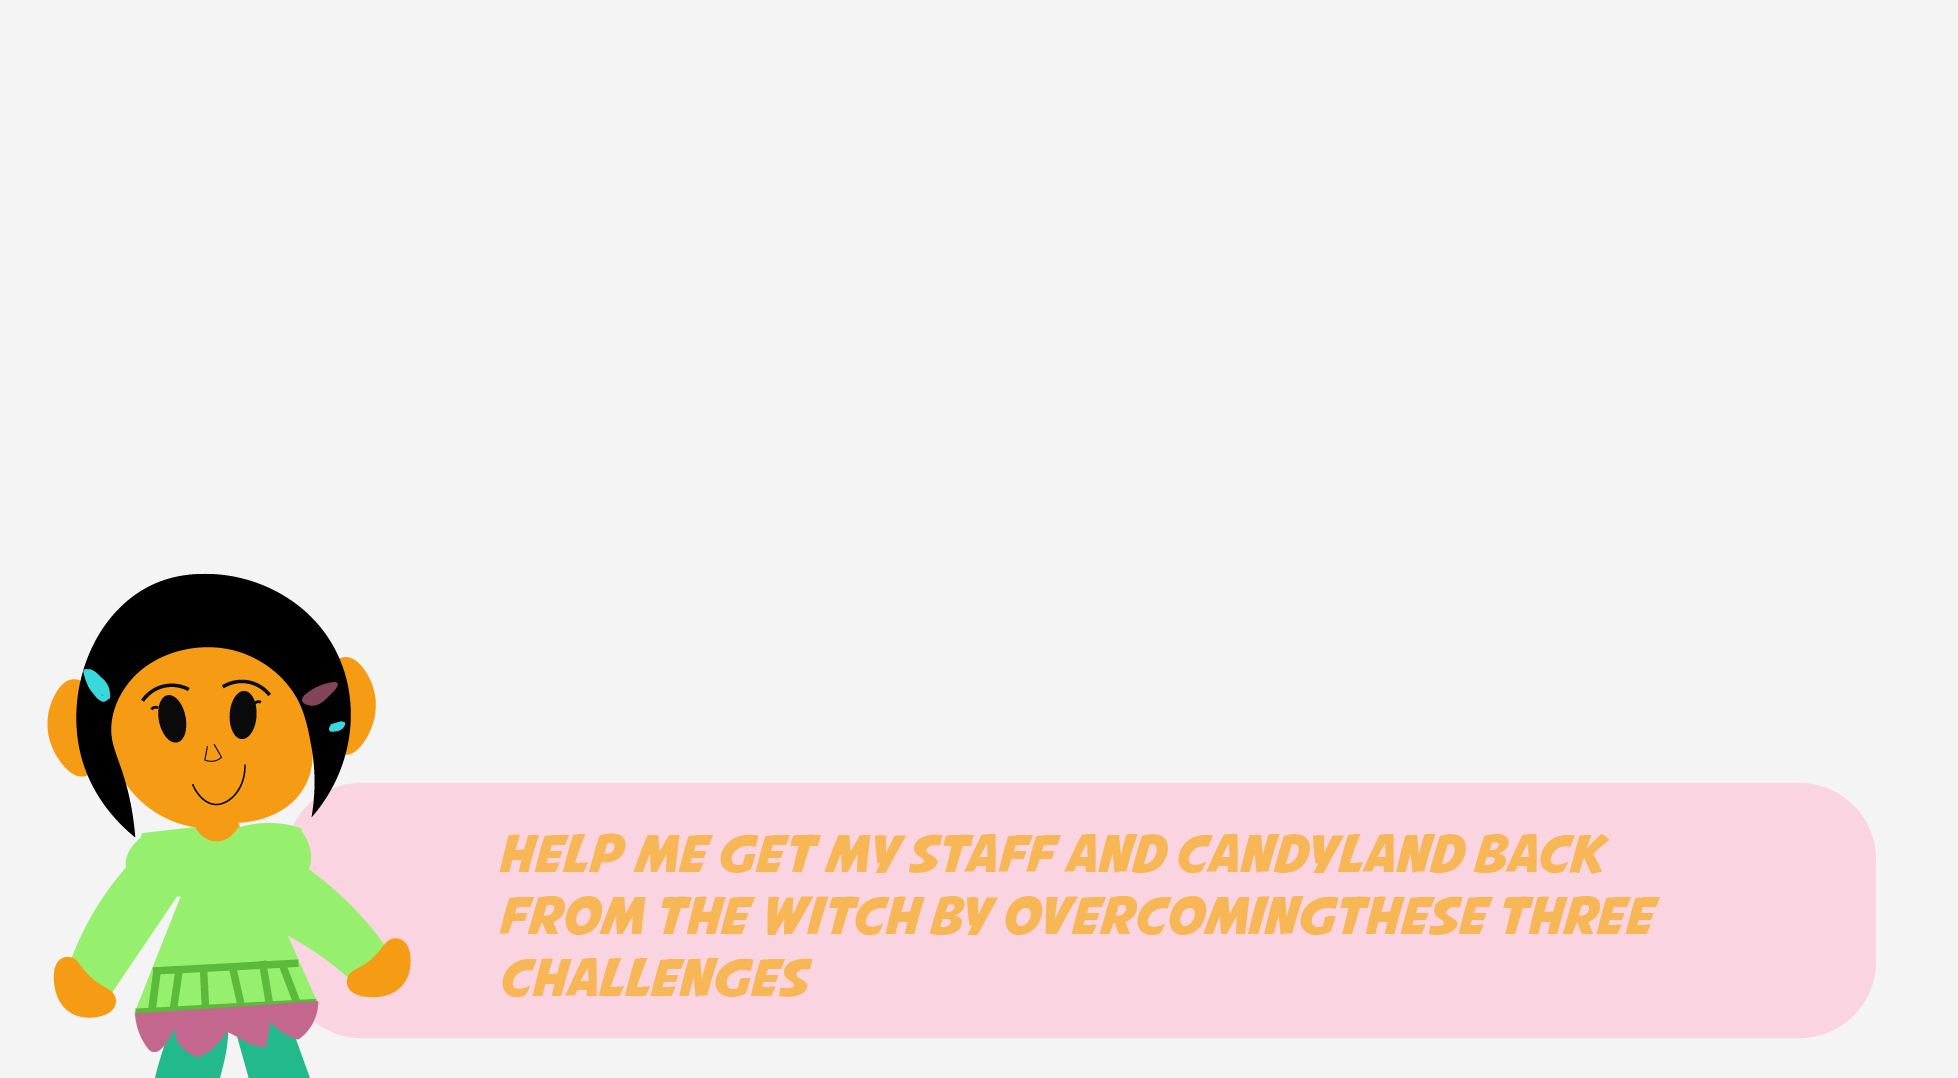 HELP ME GET MY STAFF AND CANDYLAND BACK
FROM THE WITCH BY OVERCOMINGTHESE THREE
CHALLENGES